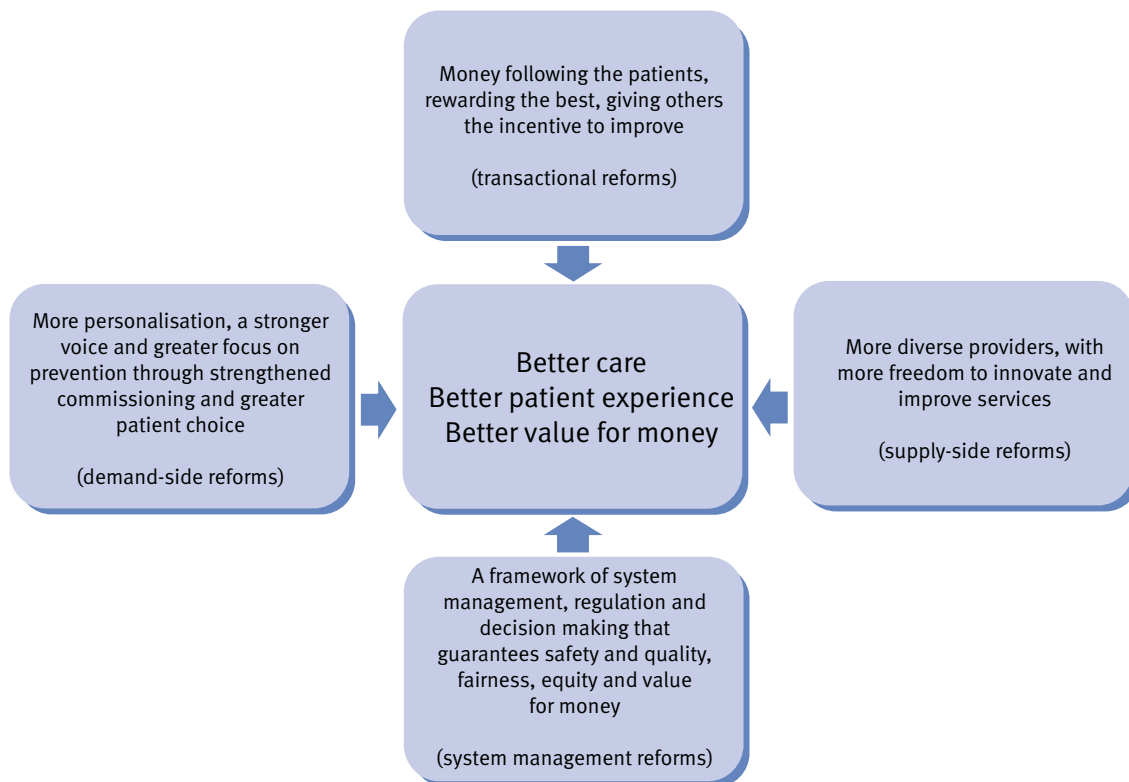 Money following the patients,
rewarding the best, giving others
the incentive to improve
(transactional reforms)
More personalisation, a stronger
voice and greater focus on
prevention through strengthened
commissioning and greater
patient choice
(demand-side reforms)
Better care
Better patient experience
Better value for money
More diverse providers, with
more freedom to innovate and
improve services
(supply-side reforms)
A framework of system
management, regulation and
decision making that
guarantees safety and quality,
fairness, equity and value
for money
(system management reforms)